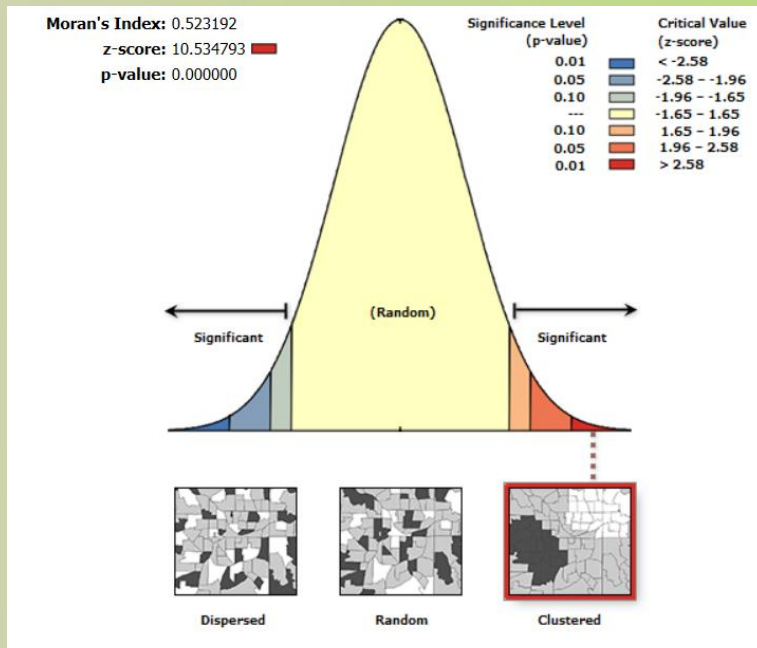 Moran's Index: 0.523192
z-score: 10.534793
p-value: 0.000000
Significance Level
(p-value)
Critical Value
(z-score)
0.01 < -2.58
0.05 -2.58 – -1.96
0.10 -1.96 – -1.65
--- -1.65 – 1.65
0.10 1.65 – 1.96
0.05 1.96 – 2.58
0.01 > 2.58
(Random)
Significant
Significant
Dispersed
Random
Clustered